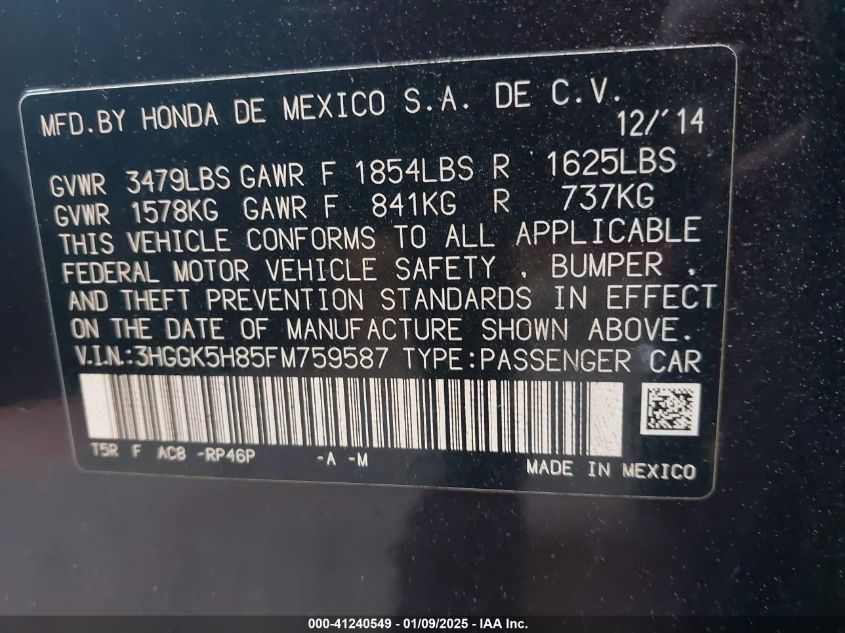 MFD.BY HONDA DE MEXICO S.A. DE C.V.
12/'14
GVWR 3479LBS GAWR F 1854LBS R 1625LBS
GVWR 1578KG GAWR F 841KG R 737KG
THIS VEHICLE CONFORMS TO ALL APPLICABLE
FEDERAL MOTOR VEHICLE SAFETY , BUMPER ,
AND THEFT PREVENTION STANDARDS IN EFFECT
ON THE DATE OF MANUFACTURE SHOWN ABOVE.
V.I.N.:3HGGK5H85FM759587 TYPE:PASSENGER CAR
T5R F AC8 -RP46P -A -M MADE IN MEXICO
000-41240549 - 01/09/2025 - IAA Inc.